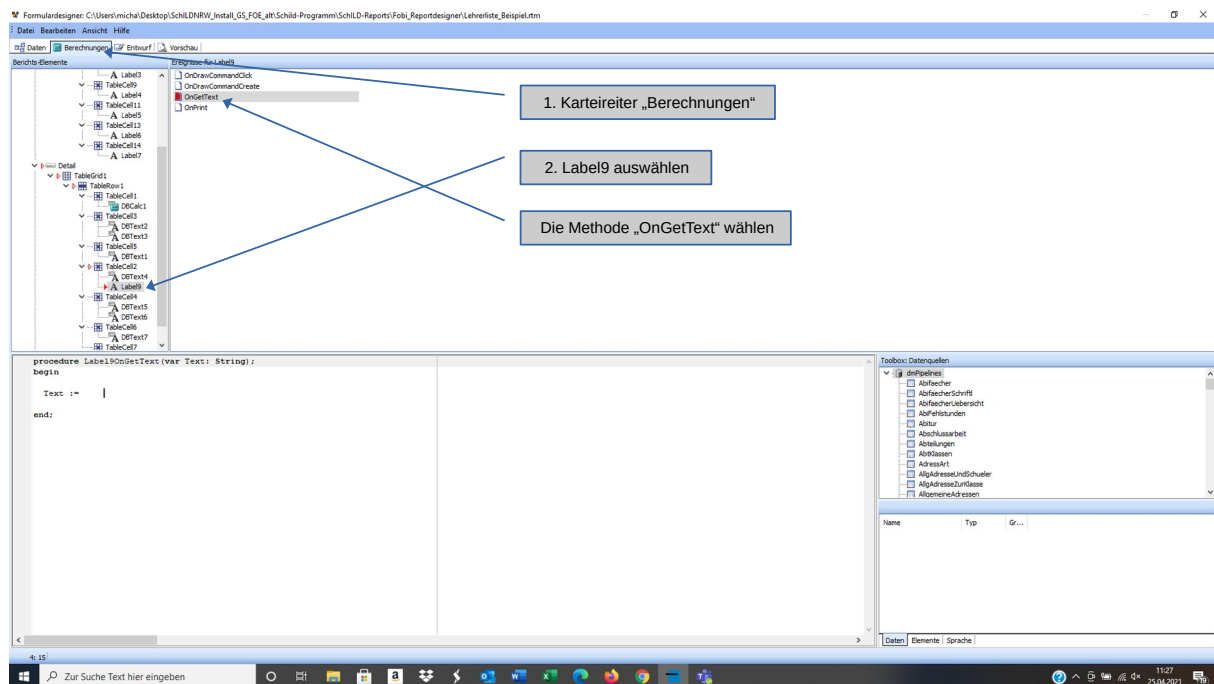 Formulardesigner: C:\Users\micha\Desktop\SchILDNRW_Install_GS_FOE_alt\Schild-Programm\SchILD-Reports\Fobi_Reportdesigner\Lehrerliste_Beispiel.rtm
Datei Bearbeiten Ansicht Hilfe
Daten Berechnungen Entwurf Vorschau
Berichts-Elemente
Ereignisse für Label9
Label3
TableCell9
Label4
TableCell11
Label5
TableCell13
Label6
TableCell14
Label7
Detail
TableGrid1
TableRow1
TableCell1
DBCalc1
TableCell3
DBText2
DBText3
TableCell5
DBText1
TableCell2
DBText4
Label9
TableCell4
DBText5
DBText6
TableCell6
DBText7
TableCell7
OnDrawCommandClick
OnDrawCommandCreate
OnGetText
OnPrint
1. Karteireiter „Berechnungen“
2. Label9 auswählen
Die Methode „OnGetText“ wählen
procedure Label9OnGetText(var Text: String);
begin
Text :=
end;
Toolbox: Datenquellen
dmPipelines
Abifaecher
AbifaecherSchriftl
AbifaecherUebersicht
AbiFehlstunden
Abitur
Abschlussarbeit
Abteilungen
AbtKlassen
AdressArt
AllgAdresseUndSchueler
AllgAdresseZurKlasse
AllgemeineAdressen
Name Typ Gr...
Daten Elemente Sprache
4: 15
Zur Suche Text hier eingeben
11:27
25.04.2021